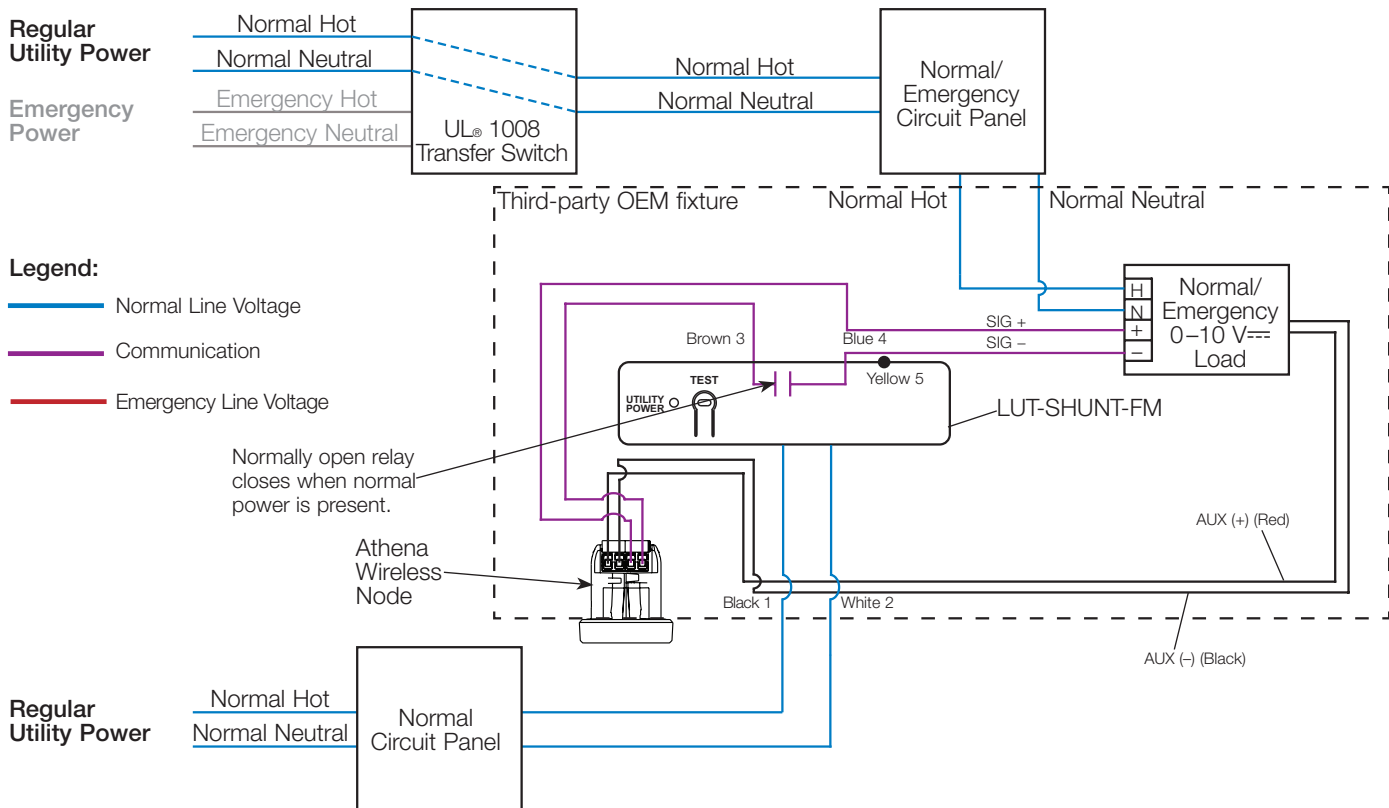 Regular
Utility Power
Normal Hot
Normal Neutral
Emergency
Power
Emergency Hot
Emergency Neutral
UL® 1008
Transfer Switch
Normal Hot
Normal Neutral
Normal/
Emergency
Circuit Panel
Third-party OEM fixture
Normal Hot
Normal Neutral
Legend:
Normal Line Voltage
Communication
Emergency Line Voltage
H
N
+
–
Normal/
Emergency
0–10 V⎓
Load
SIG +
SIG –
Brown 3
Blue 4
Yellow 5
TEST
UTILITY
POWER
LUT-SHUNT-FM
Normally open relay
closes when normal
power is present.
Athena
Wireless
Node
Black 1
White 2
AUX (+) (Red)
AUX (–) (Black)
Regular
Utility Power
Normal Hot
Normal Neutral
Normal
Circuit Panel